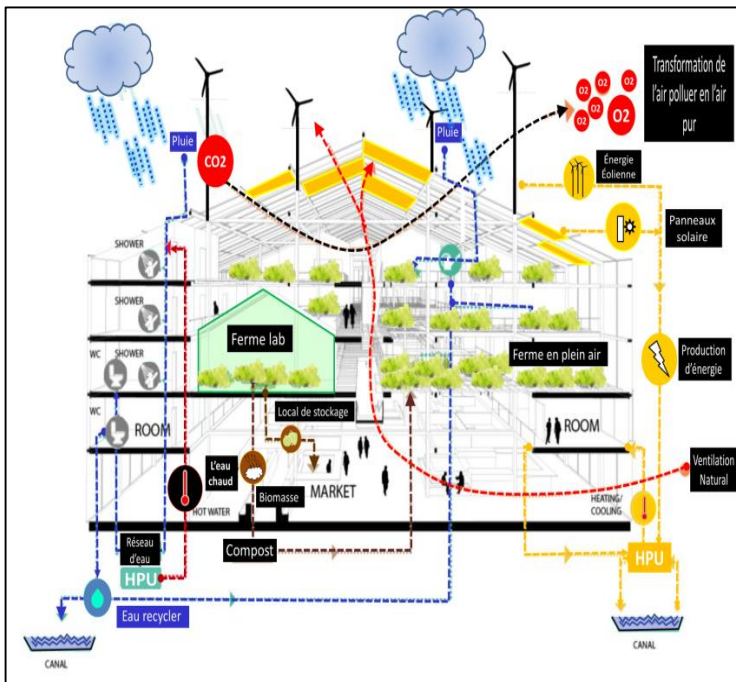 Transformation de
l'air polluer en l'air
pur
O2
O2
O2
O2
O2
O2
Pluie
CO2
Pluie
Énergie
Éolienne
Panneaux
solaire
SHOWER
SHOWER
WC
SHOWER
Ferme lab
Ferme en plein air
Production
d'énergie
WC
ROOM
Local de stockage
ROOM
L'eau
chaud
HOT WATER
Biomasse
MARKET
Ventilation
Natural
HEATING/
COOLING
Réseau
d'eau
Compost
HPU
HPU
Eau recycler
CANAL
CANAL